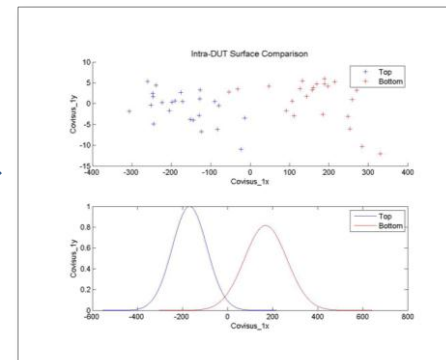 Intra-DUT Surface Comparison
10
5
0
-5
-10
-15
Covisus_1y
-400 -300 -200 -100 0 100 200 300 400
Covisus_1x
Top
Bottom
1
0.8
0.6
0.4
0.2
0
Covisus_1y
-600 -400 -200 0 200 400 600 800
Covisus_1x
Top
Bottom